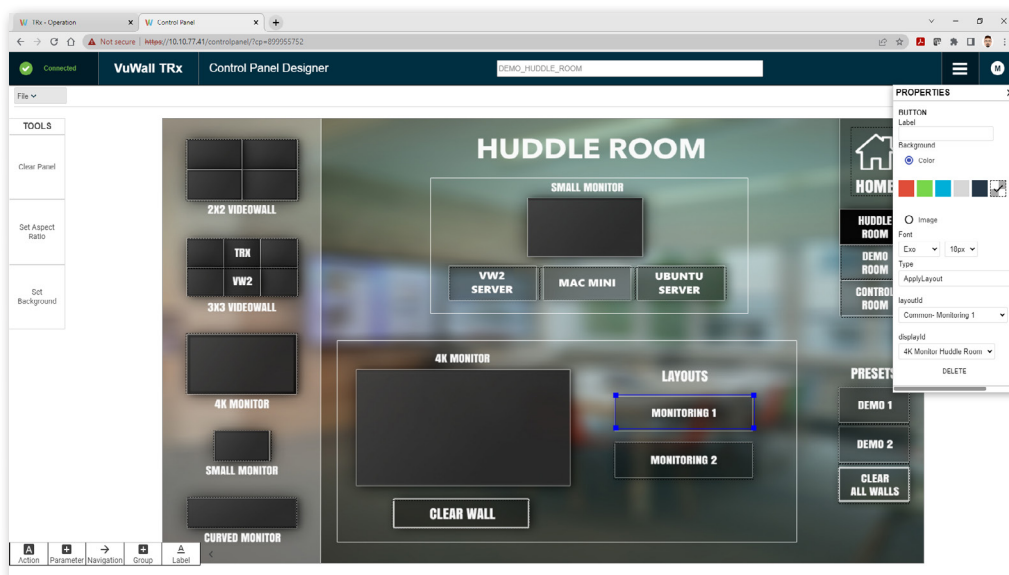 TRx - Operation
Control Panel
Not secure | https://10.10.77.41/controlpanel/?cp=899955752
Connected
VuWall TRx
Control Panel Designer
DEMO_HUDDLE_ROOM
M
File
TOOLS
Clear Panel
Set Aspect
Ratio
Set
Background
2X2 VIDEOWALL
TRX
VW2
3X3 VIDEOWALL
4K MONITOR
SMALL MONITOR
CURVED MONITOR
HUDDLE ROOM
SMALL MONITOR
VW2
SERVER
MAC MINI
UBUNTU
SERVER
4K MONITOR
LAYOUTS
MONITORING 1
MONITORING 2
CLEAR WALL
HOME
HUDDLE
ROOM
DEMO
ROOM
CONTROL
ROOM
PRESETS
DEMO 1
DEMO 2
CLEAR
ALL WALLS
PROPERTIES
BUTTON
Label
Background
Color
Image
Font
Exo
18px
Type
ApplyLayout
layoutId
Common- Monitoring 1
displayId
4K Monitor Huddle Room
DELETE
A
Action
Parameter
Navigation
Group
A
Label